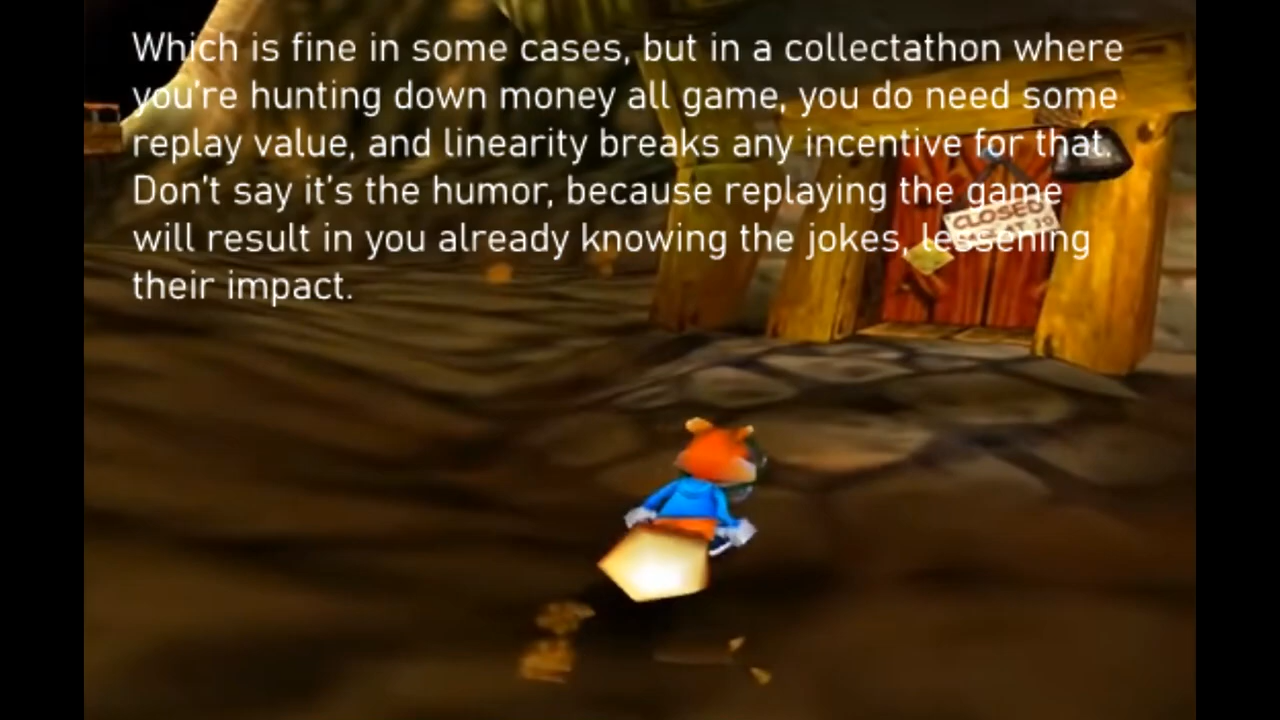 Which is fine in some cases, but in a collectathon where
you're hunting down money all game, you do need some
replay value, and linearity breaks any incentive for that.
Don't say it's the humor, because replaying the game
will result in you already knowing the jokes, lessening
their impact.
CLOSED